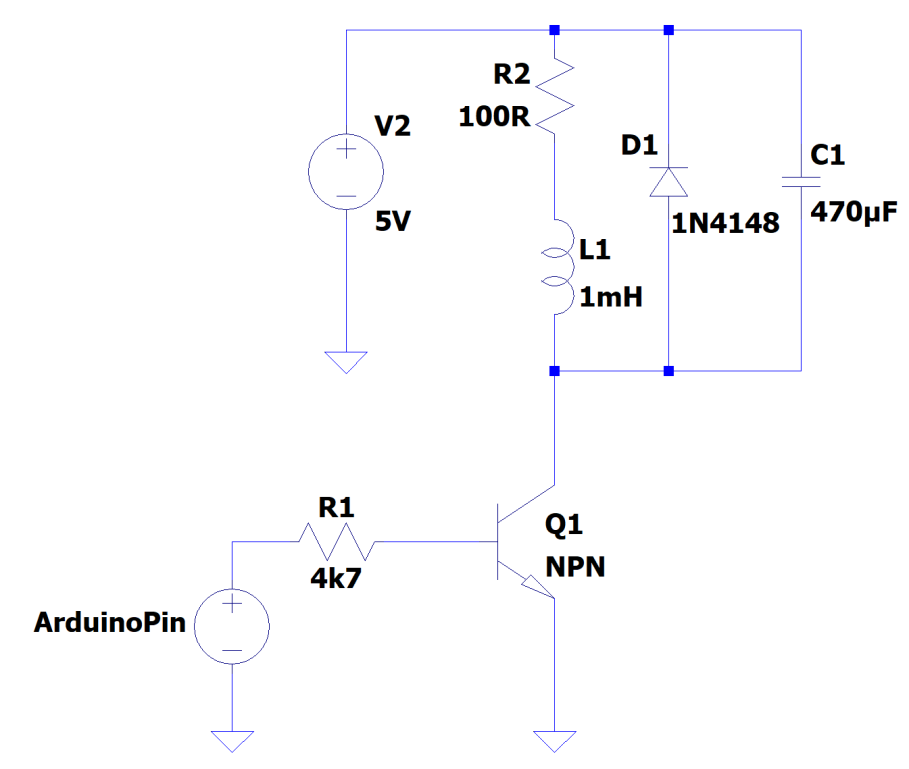 R2
100R
V2
5V
D1
1N4148
C1
470µF
L1
1mH
R1
4k7
Q1
NPN
ArduinoPin